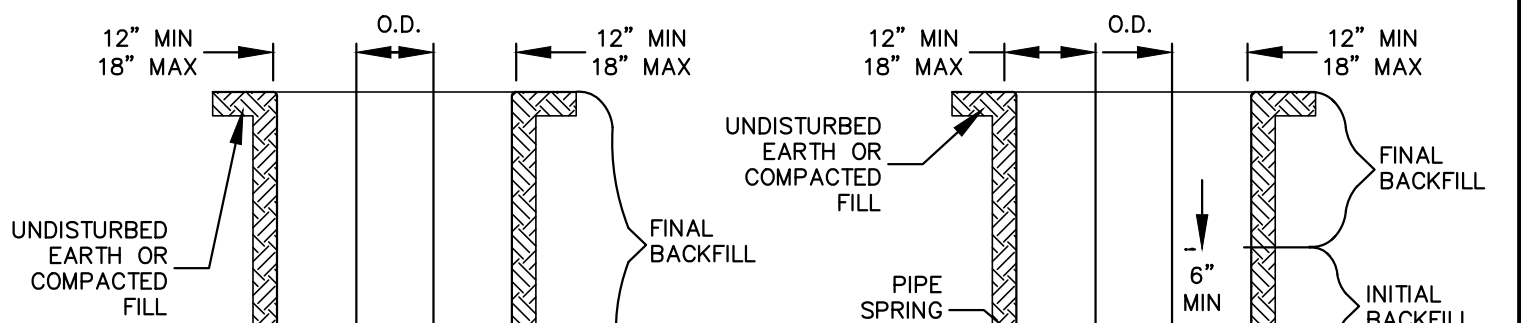 12” MIN
18” MAX
O.D.
12” MIN
18” MAX
UNDISTURBED
EARTH OR
COMPACTED
FILL
FINAL
BACKFILL
12” MIN
18” MAX
O.D.
12” MIN
18” MAX
UNDISTURBED
EARTH OR
COMPACTED
FILL
FINAL
BACKFILL
6”
MIN
PIPE
SPRING
INITIAL
BACKFILL